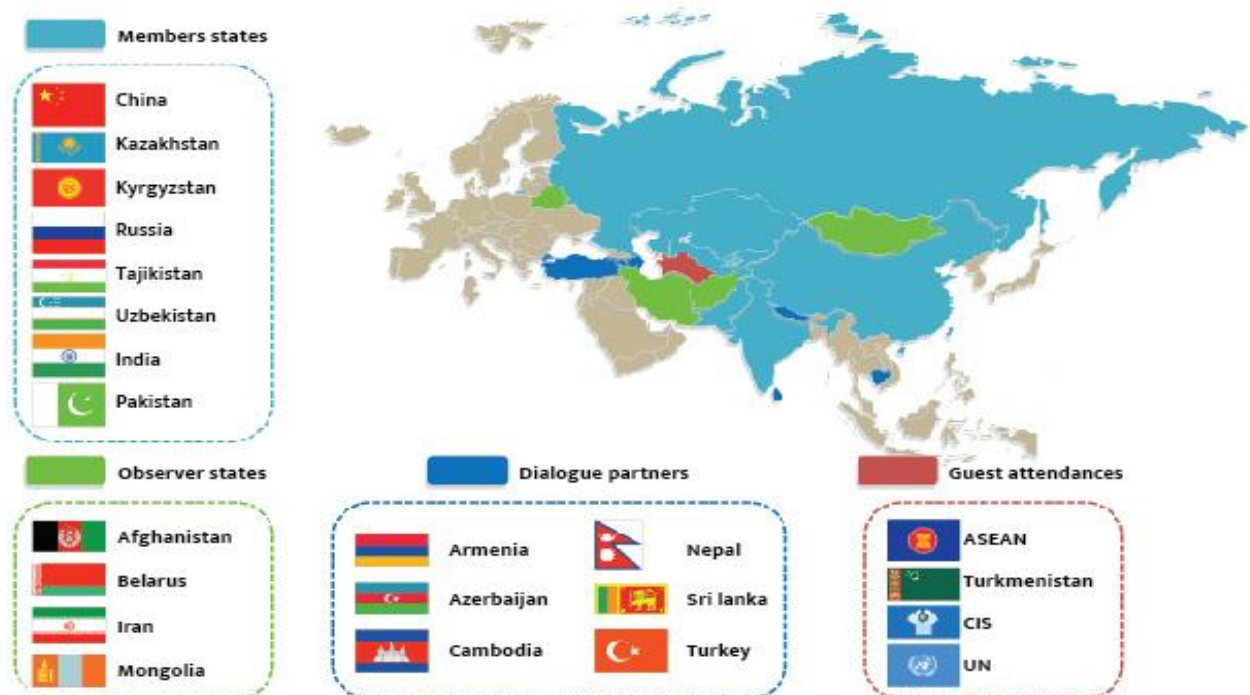 Members states
China
Kazakhstan
Kyrgyzstan
Russia
Tajikistan
Uzbekistan
India
Pakistan
Observer states
Afghanistan
Belarus
Iran
Mongolia
Dialogue partners
Armenia
Azerbaijan
Cambodia
Nepal
Sri lanka
Turkey
Guest attendances
ASEAN
Turkmenistan
CIS
UN